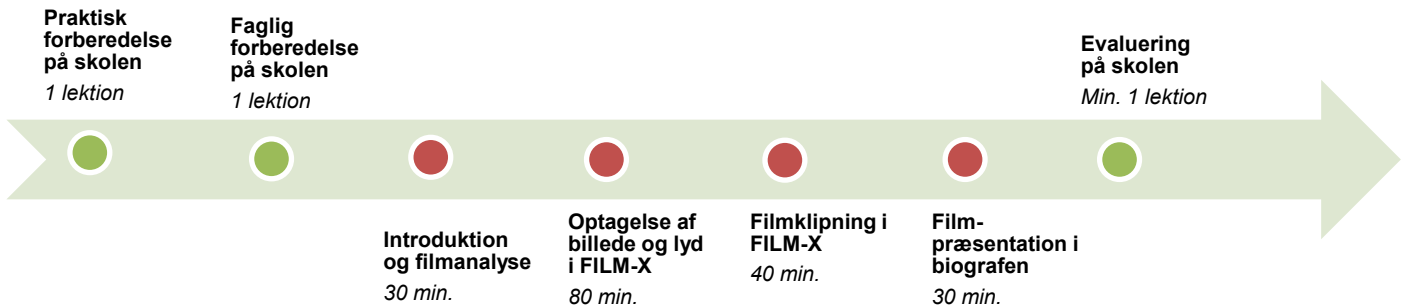 Praktisk
forberedelse
på skolen
1 lektion
Faglig
forberedelse
på skolen
1 lektion
Introduktion
og filmanalyse
30 min.
Optagelse af
billede og lyd
i FILM-X
80 min.
Filmklipning i
FILM-X
40 min.
Film-
præsentation i
biografen
30 min.
Evaluering
på skolen
Min. 1 lektion